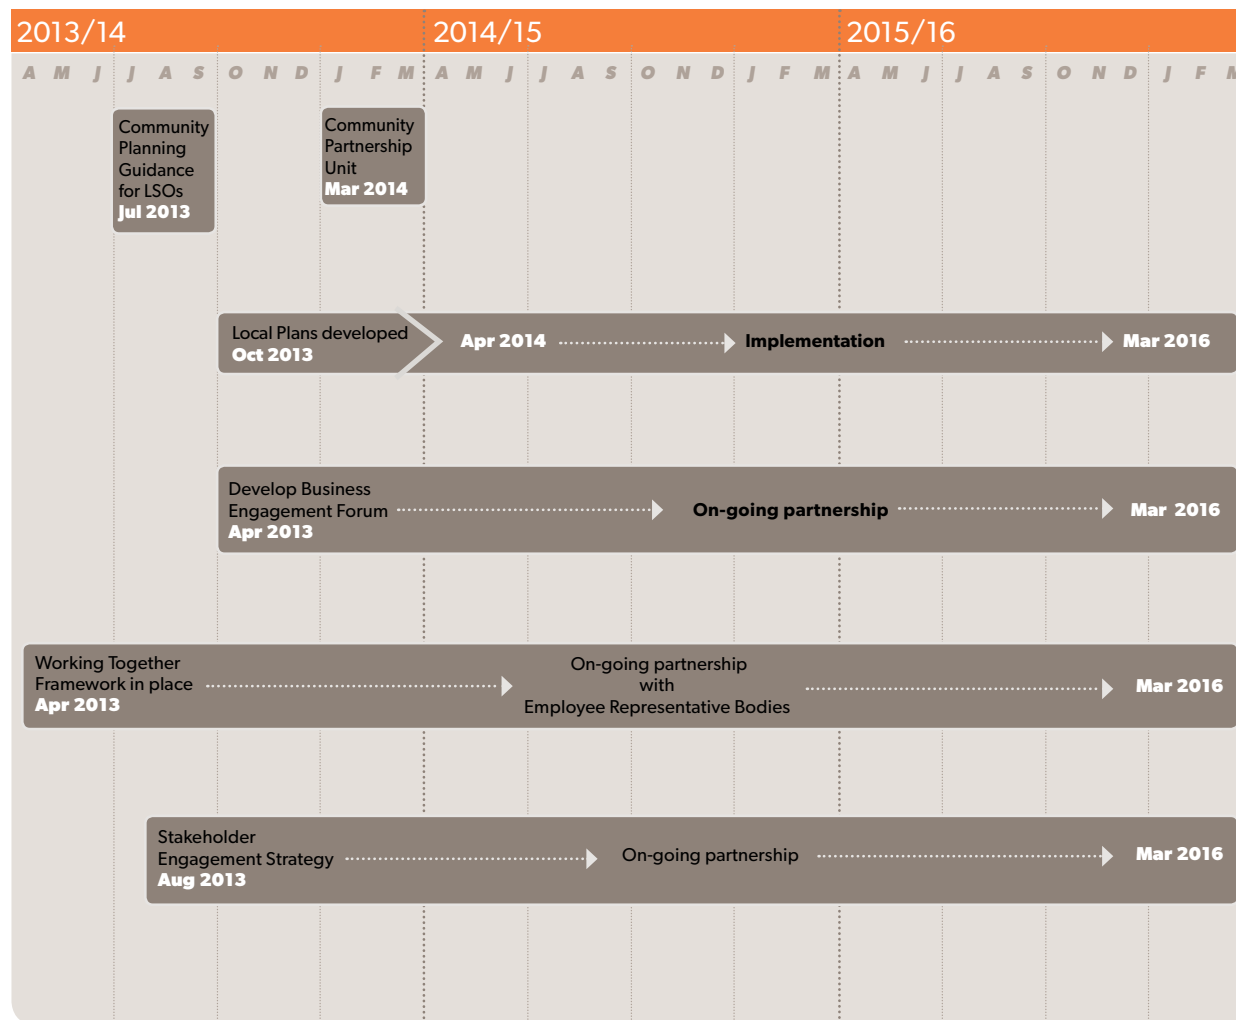 2013/14 2014/15 2015/16
A M J J A S O N D J F M A M J J A S O N D J F M A M J J A S O N D J F M
Community
Planning
Guidance
for LSOs
Jul 2013
Community
Partnership
Unit
Mar 2014
Local Plans developed
Oct 2013
Apr 2014
Implementation
Mar 2016
Develop Business
Engagement Forum
Apr 2013
On-going partnership
Mar 2016
Working Together
Framework in place
Apr 2013
On-going partnership
with
Employee Representative Bodies
Mar 2016
Stakeholder
Engagement Strategy
Aug 2013
On-going partnership
Mar 2016